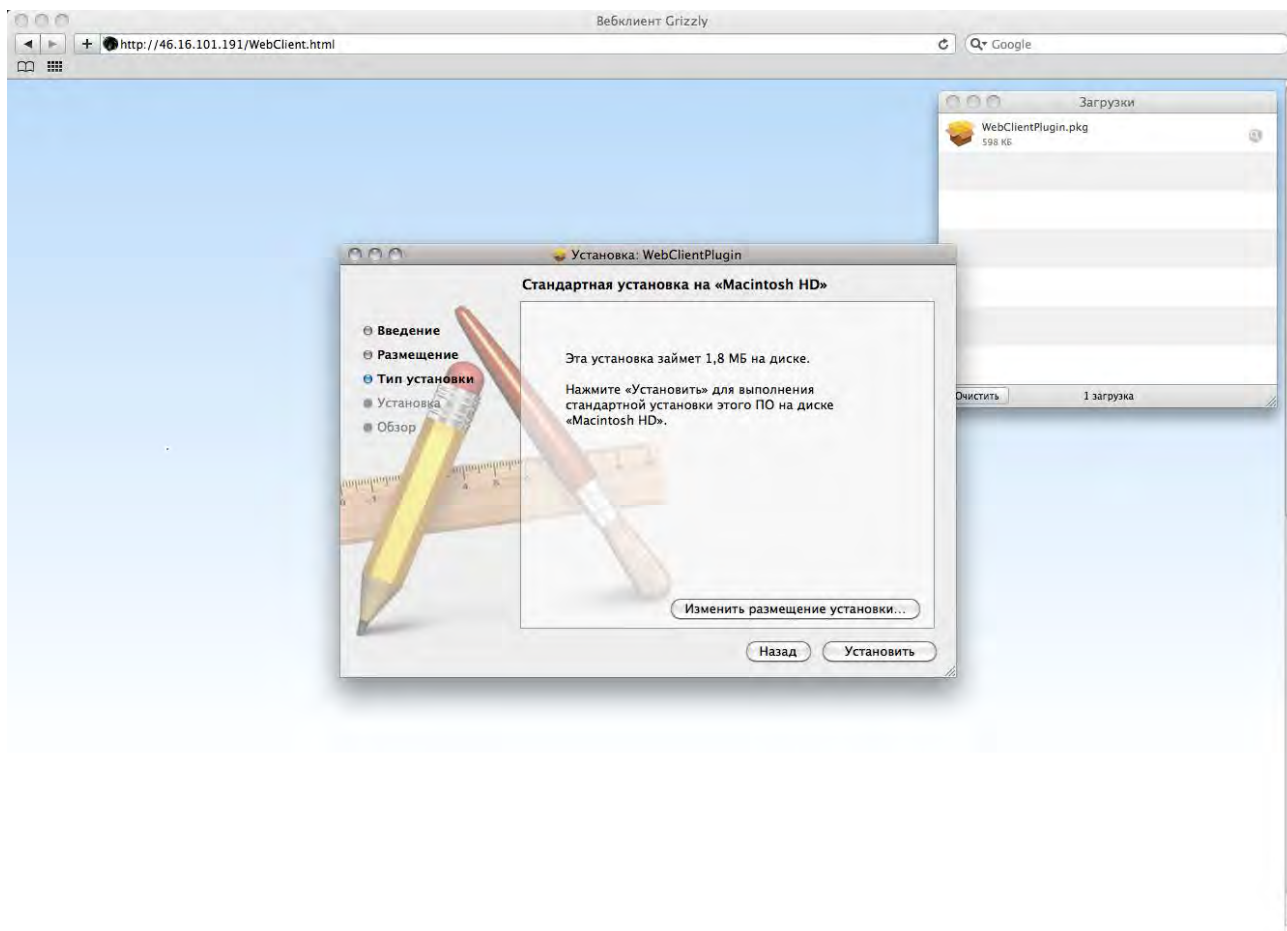 Вебклиент Grizzly
http://46.16.101.191/WebClient.html
Google
Загрузки
WebClientPlugin.pkg
598 КБ
Установка: WebClientPlugin
Стандартная установка на «Macintosh HD»
Введение
Размещение
Тип установки
Установка
Обзор
Эта установка займет 1,8 МБ на диске.
Нажмите «Установить» для выполнения
стандартной установки этого ПО на диске
«Macintosh HD».
Очистить
1 загрузка
Изменить размещение установки...
Назад
Установить